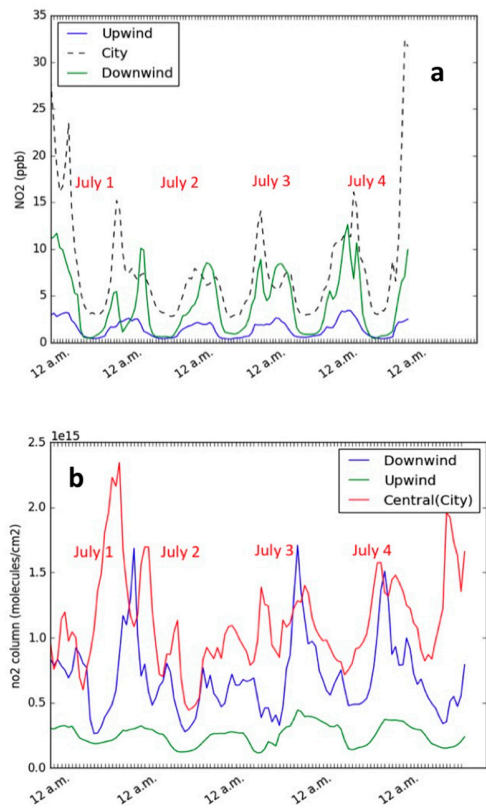 35
Upwind
City
Downwind
a
30
25
20
15
10
5
0
NO2 (ppb)
July 1
July 2
July 3
July 4
12 a.m.
12 a.m.
12 a.m.
12 a.m.
12 a.m.
12 a.m.
1e15
2.5
b
Downwind
Upwind
Central(City)
2.0
1.5
1.0
0.5
0.0
no2 column (molecules/cm2)
July 1
July 2
July 3
July 4
12 a.m.
12 a.m.
12 a.m.
12 a.m.
12 a.m.